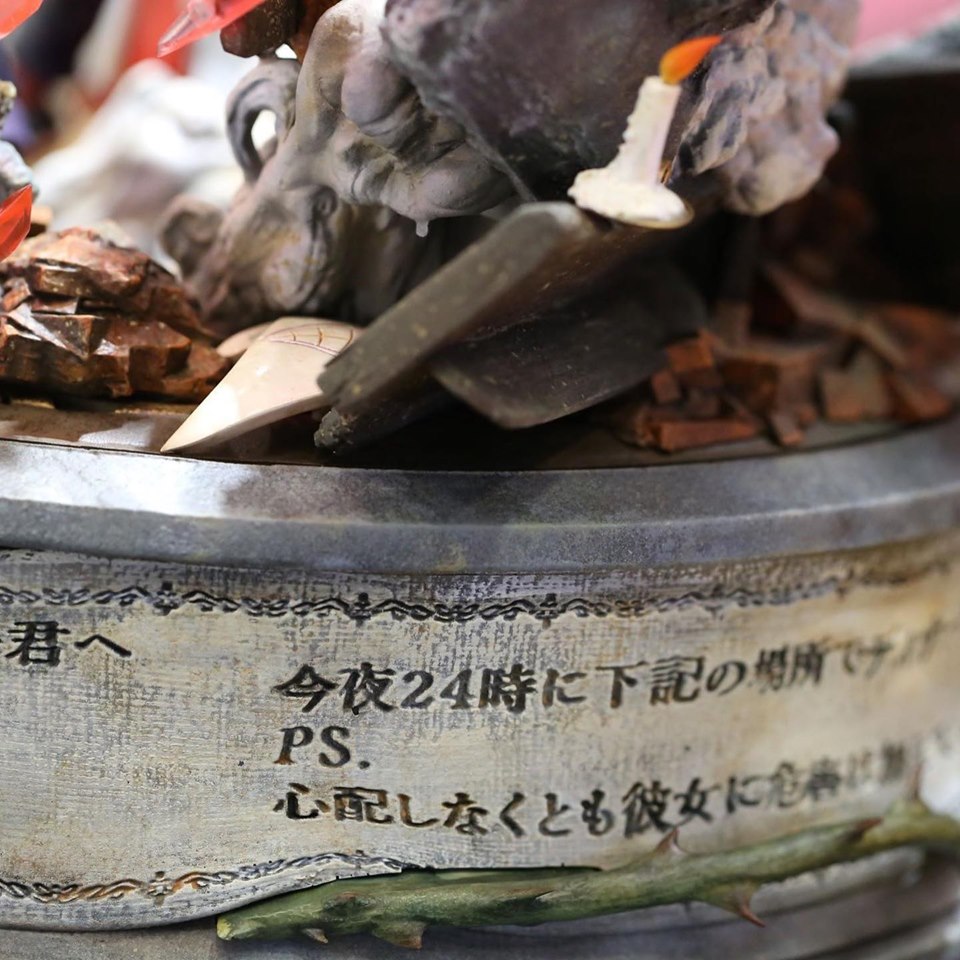 君へ
今夜24時に下記の場所で
PS.
心配しなくとも彼女に危害は